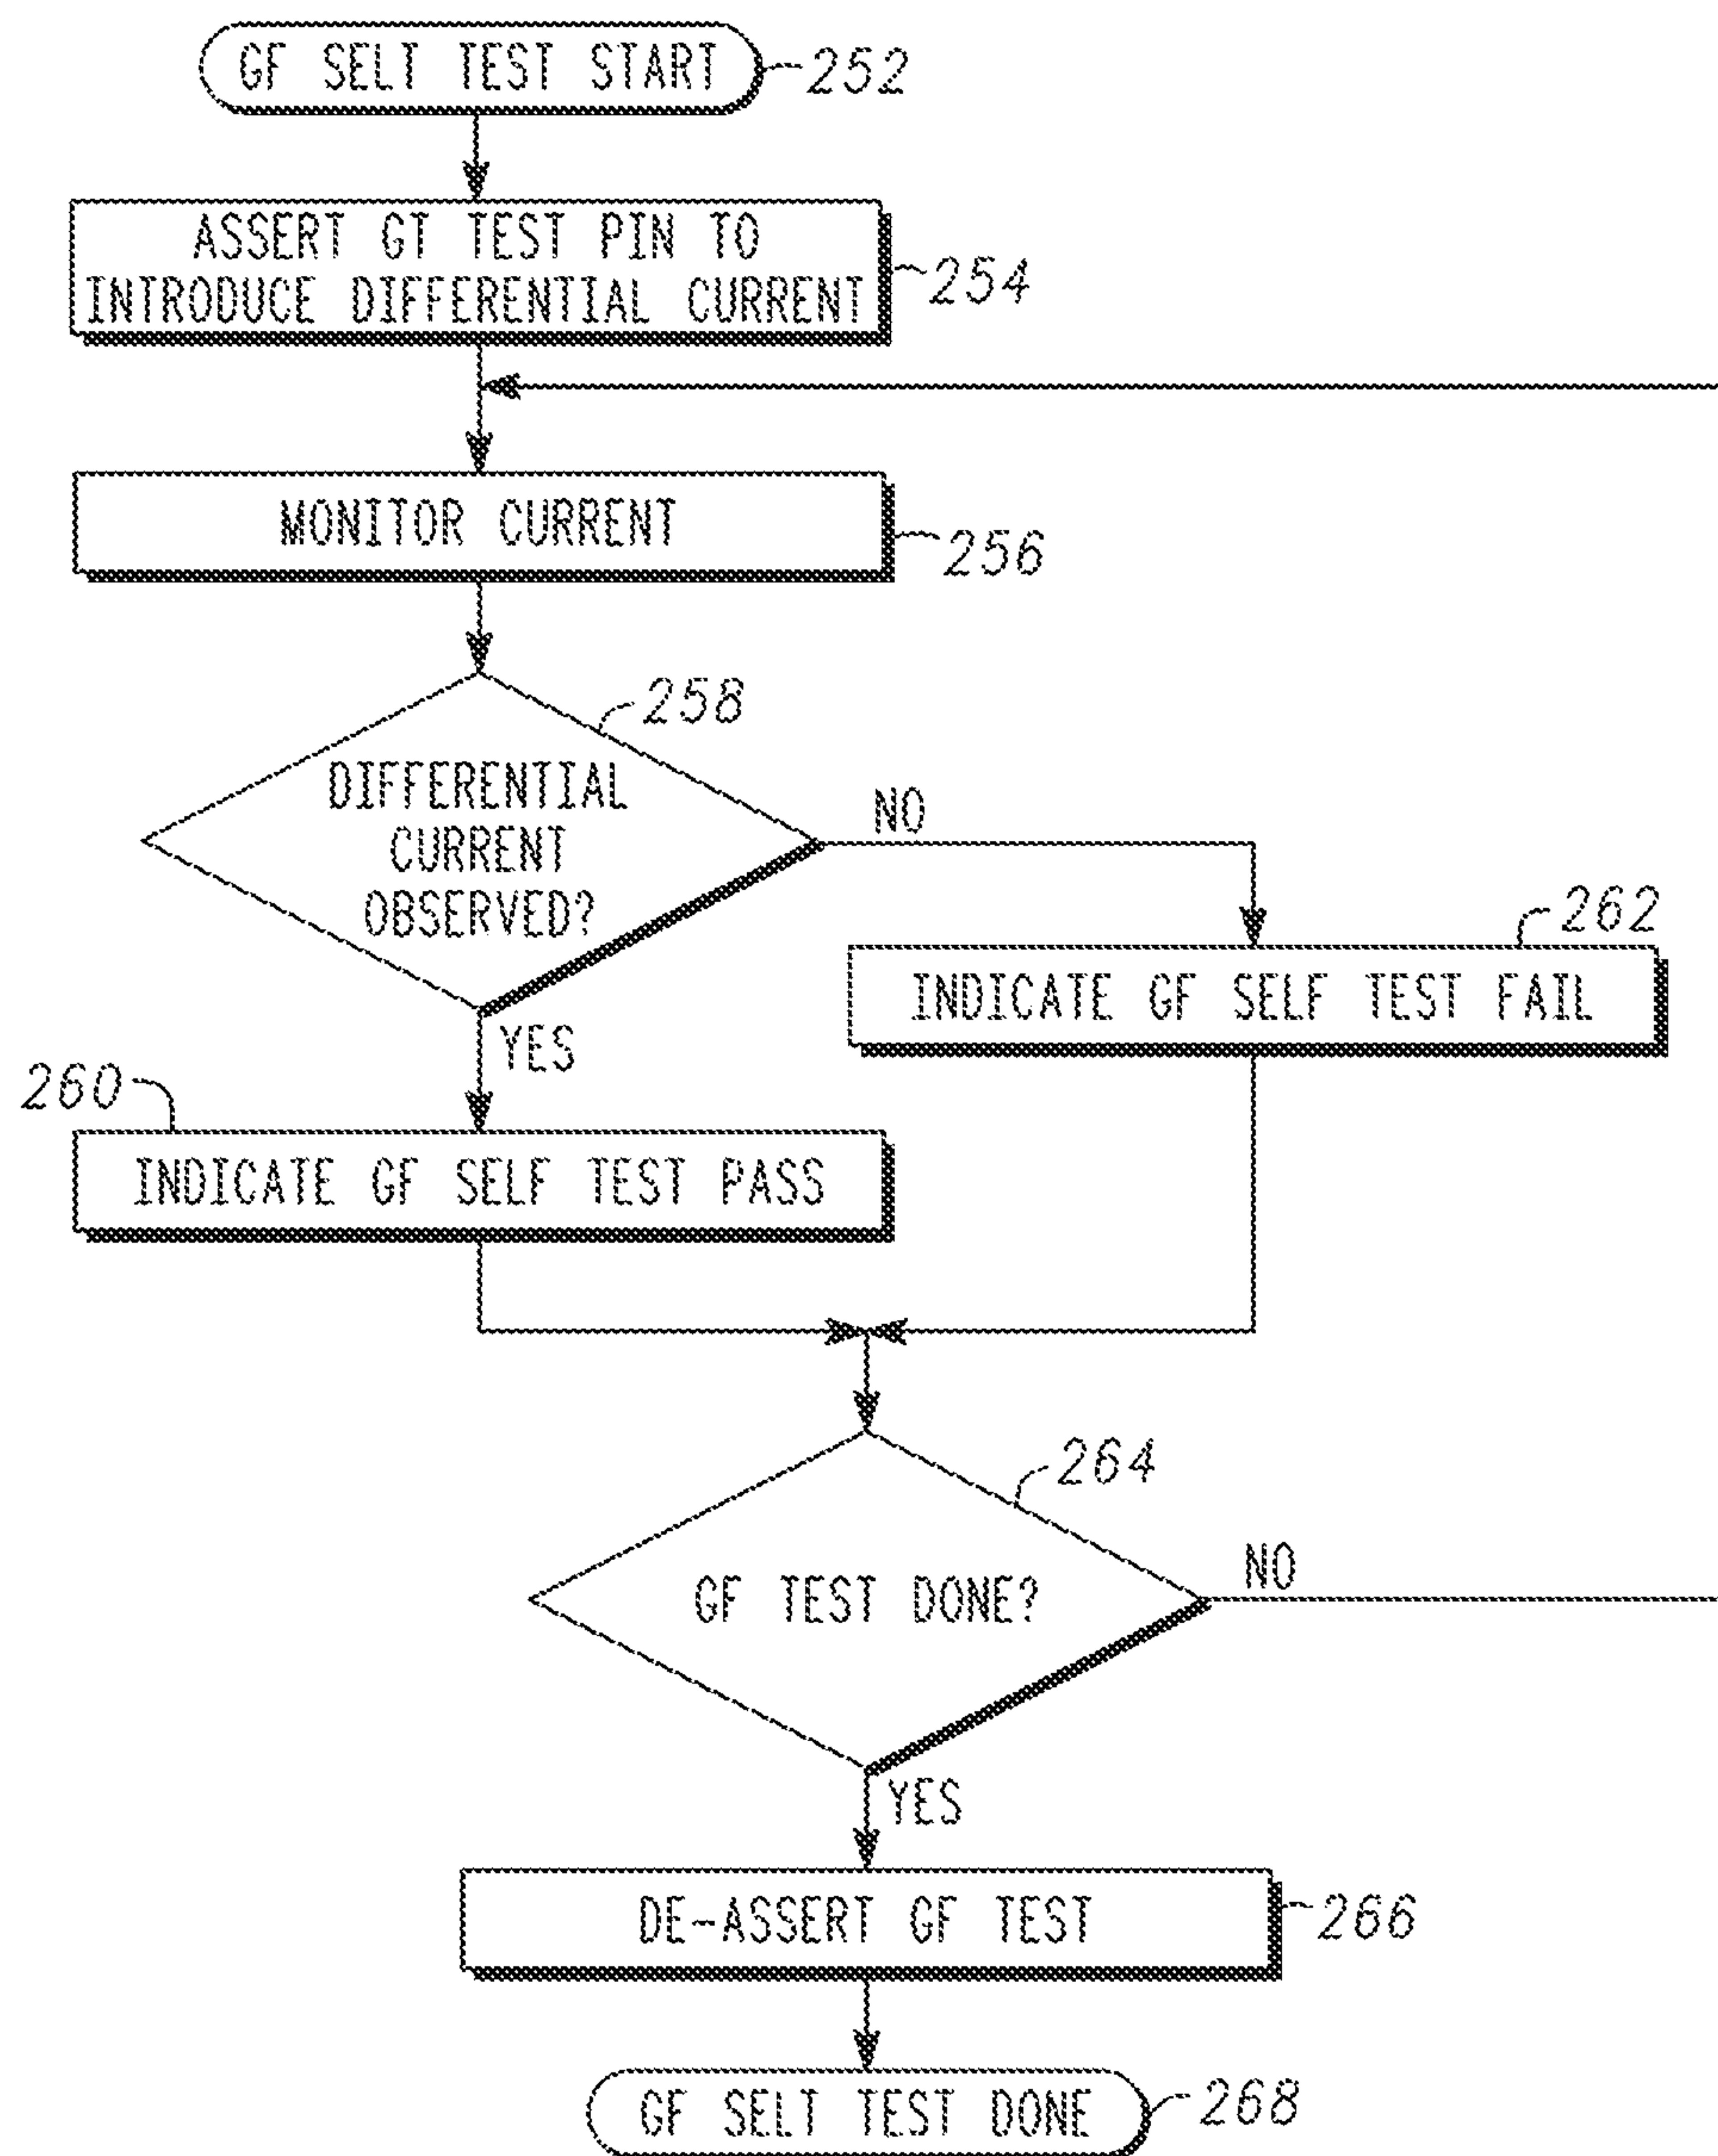 GF SELT TEST START
252
ASSERT GT TEST PIN TO
INTRODUCE DIFFERENTIAL CURRENT
254
MONITOR CURRENT
256
258
DIFFERENTIAL
CURRENT
OBSERVED?
NO
YES
262
INDICATE GF SELF TEST FAIL
260
INDICATE GF SELF TEST PASS
264
GF TEST DONE?
NO
YES
DE-ASSERT GF TEST
266
GF SELT TEST DONE
268